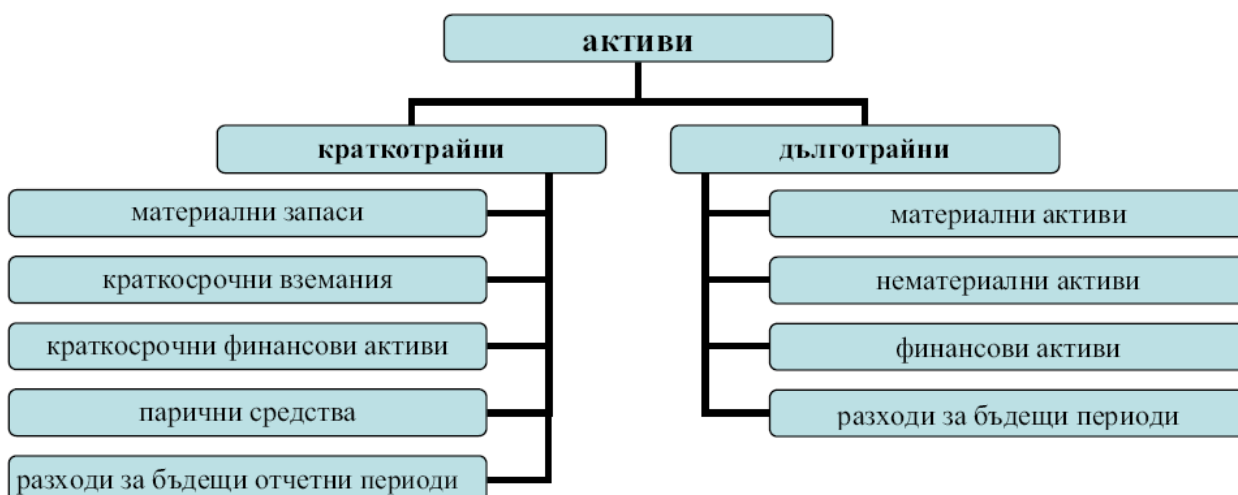 активи
краткотрайни
дълготрайни
материални запаси
краткосрочни вземания
краткосрочни финансови активи
парични средства
разходи за бъдещи отчетни периоди
материални активи
нематериални активи
финансови активи
разходи за бъдещи периоди